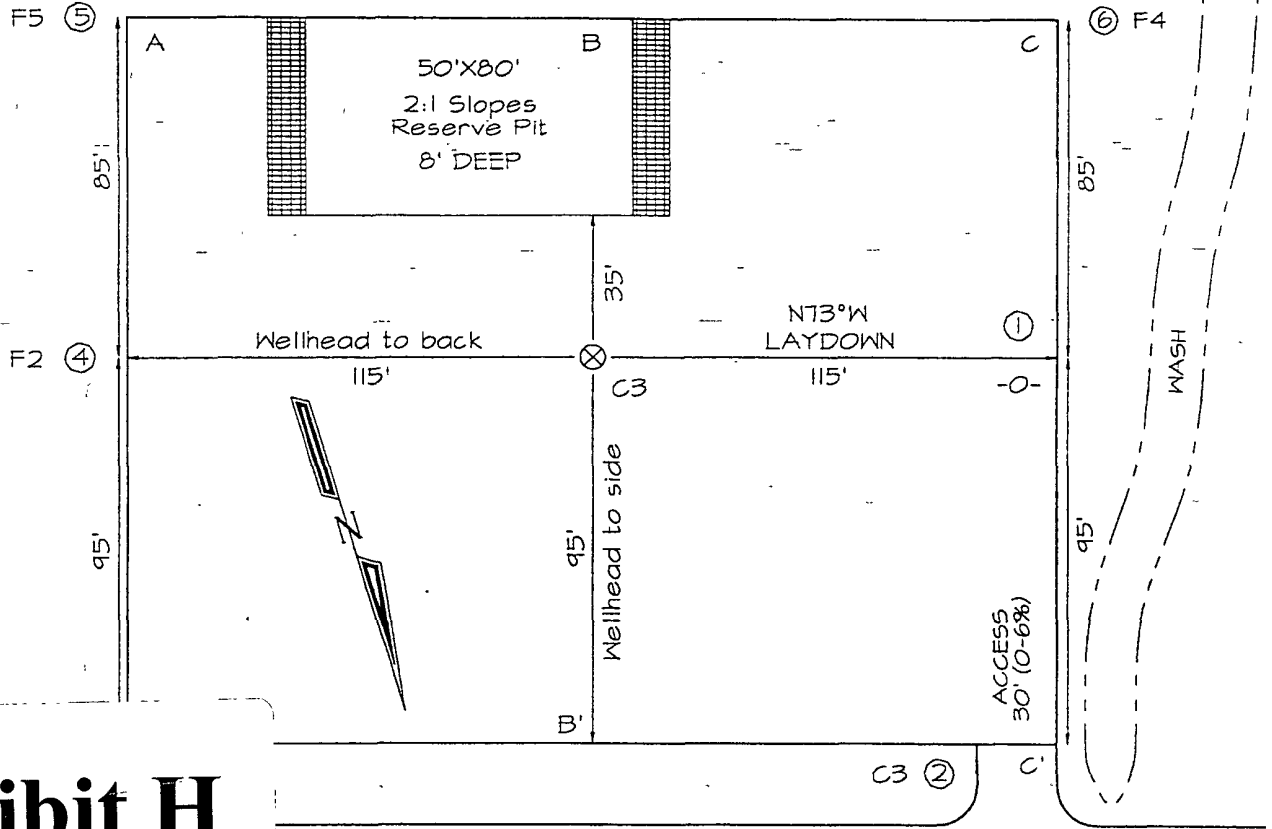 F5 ⑤
A
B
C
⑥ F4
50'X80'
2:1 Slopes
Reserve Pit
8' DEEP
85'
85'
35'
WASH
N73°W
LAYDOWN
①
Wellhead to back
F2 ④
115'
115'
C3
-0-
N
95'
95'
Wellhead to side
95'
ACCESS
30' (0-6%)
B'
C3 ②
C'
ibit H